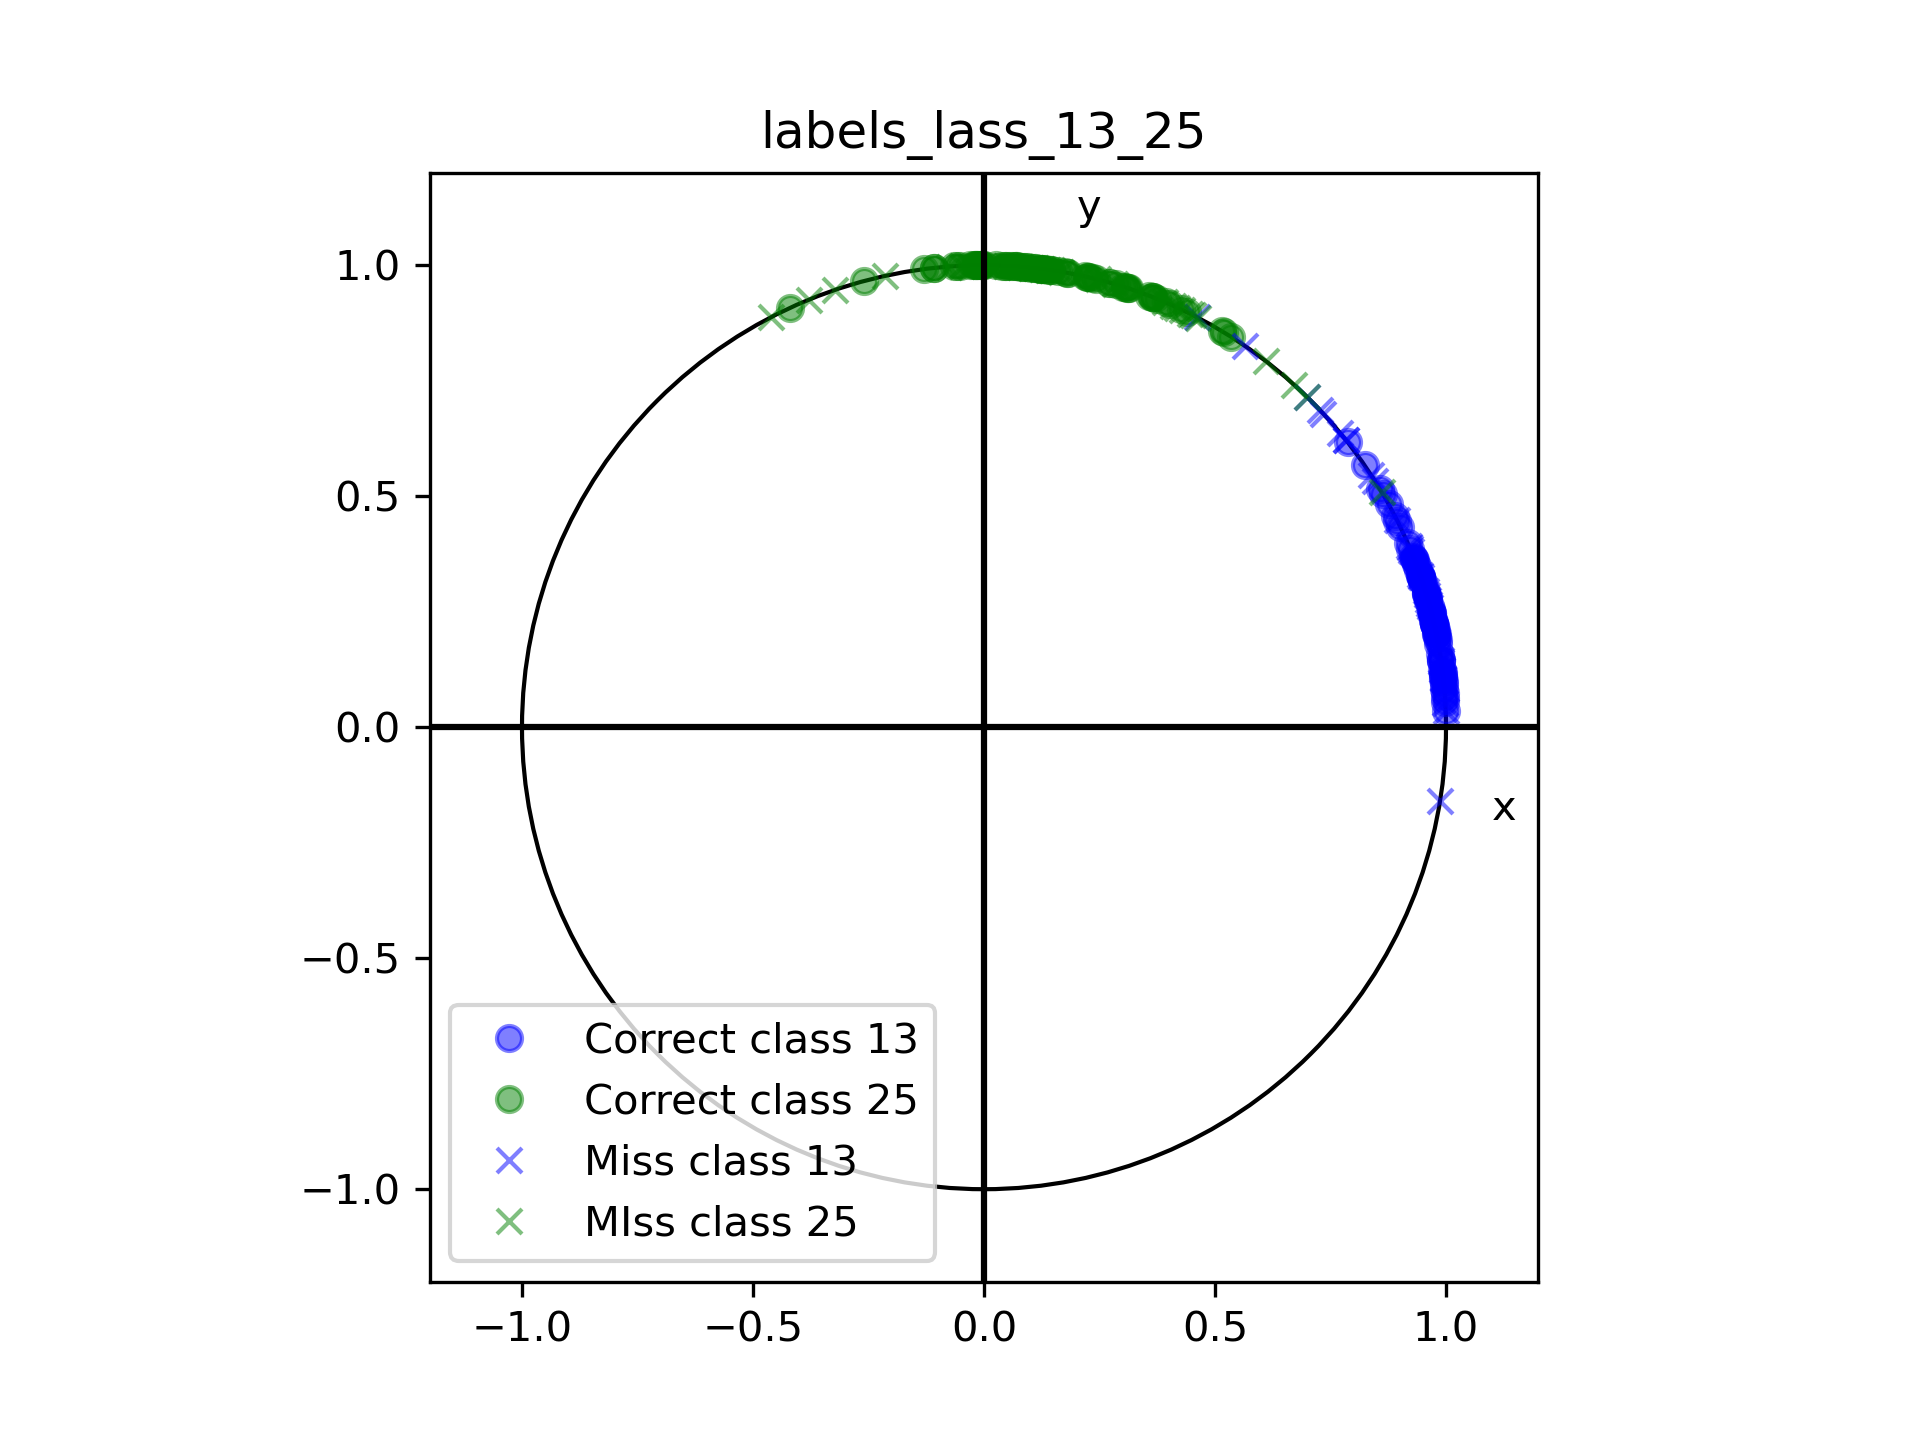 labels_lass_13_25
y
1.0
0.5
0.0
x
−0.5
−1.0
Correct class 13
Correct class 25
Miss class 13
MIss class 25
−1.0 −0.5 0.0 0.5 1.0